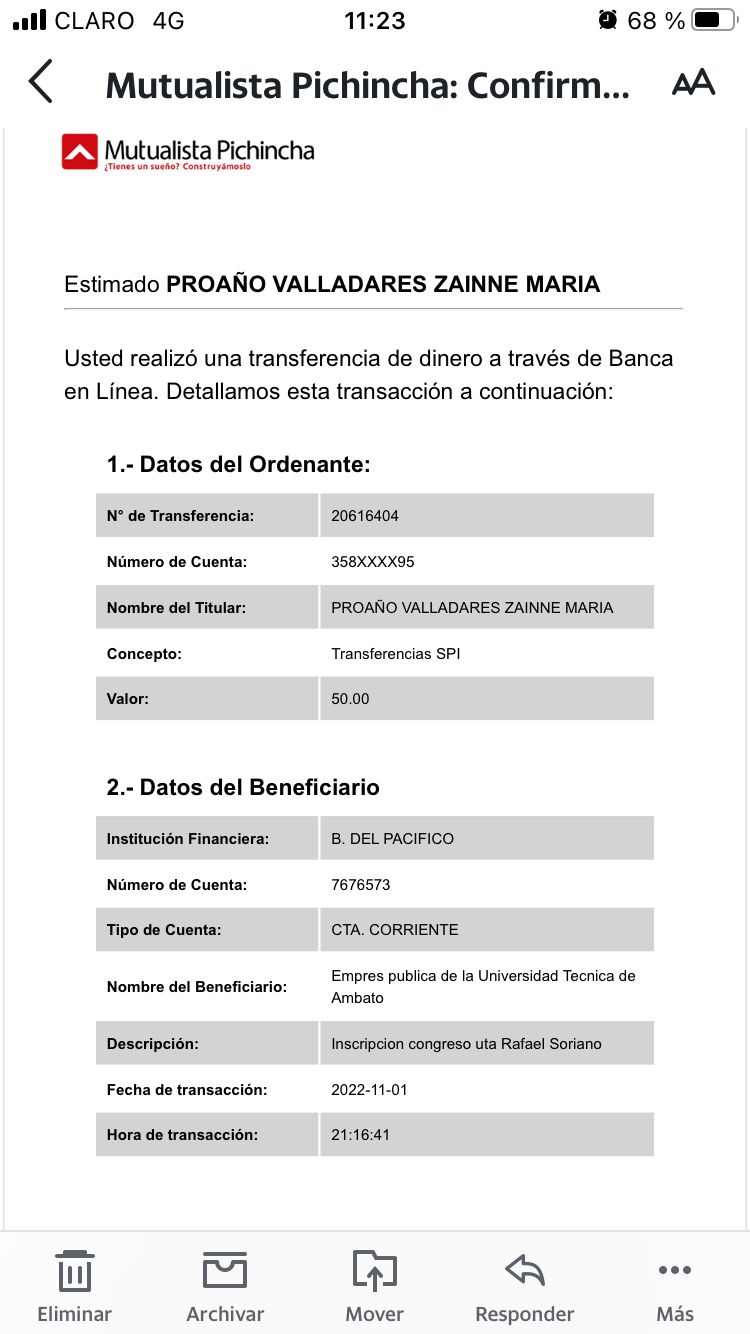 CLARO 4G 11:23 68 %
Mutualista Pichincha: Confirm...
AA
Mutualista Pichincha
¿Tienes un sueño? Construyámoslo
Estimado PROAÑO VALLADARES ZAINNE MARIA
Usted realizó una transferencia de dinero a través de Banca
en Línea. Detallamos esta transacción a continuación:
1.- Datos del Ordenante:
N° de Transferencia: 20616404
Número de Cuenta: 358XXXX95
Nombre del Titular: PROAÑO VALLADARES ZAINNE MARIA
Concepto: Transferencias SPI
Valor: 50.00
2.- Datos del Beneficiario
Institución Financiera: B. DEL PACIFICO
Número de Cuenta: 7676573
Tipo de Cuenta: CTA. CORRIENTE
Nombre del Beneficiario: Empres publica de la Universidad Tecnica de
Ambato
Descripción: Inscripcion congreso uta Rafael Soriano
Fecha de transacción: 2022-11-01
Hora de transacción: 21:16:41
Eliminar Archivar Mover Responder Más